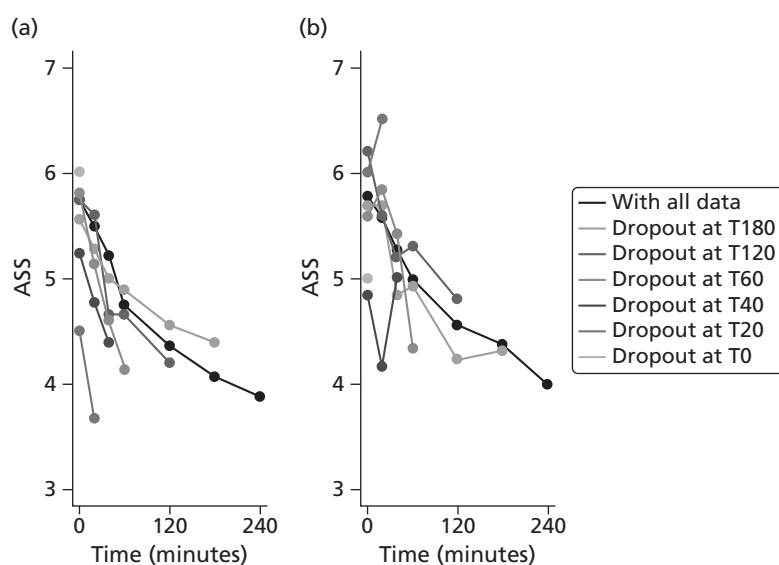 (a)
7
6
5
4
3
ASS
0
120
240
Time (minutes)
(b)
7
6
5
4
3
ASS
0
120
240
Time (minutes)
With all data
Dropout at T180
Dropout at T120
Dropout at T60
Dropout at T40
Dropout at T20
Dropout at T0